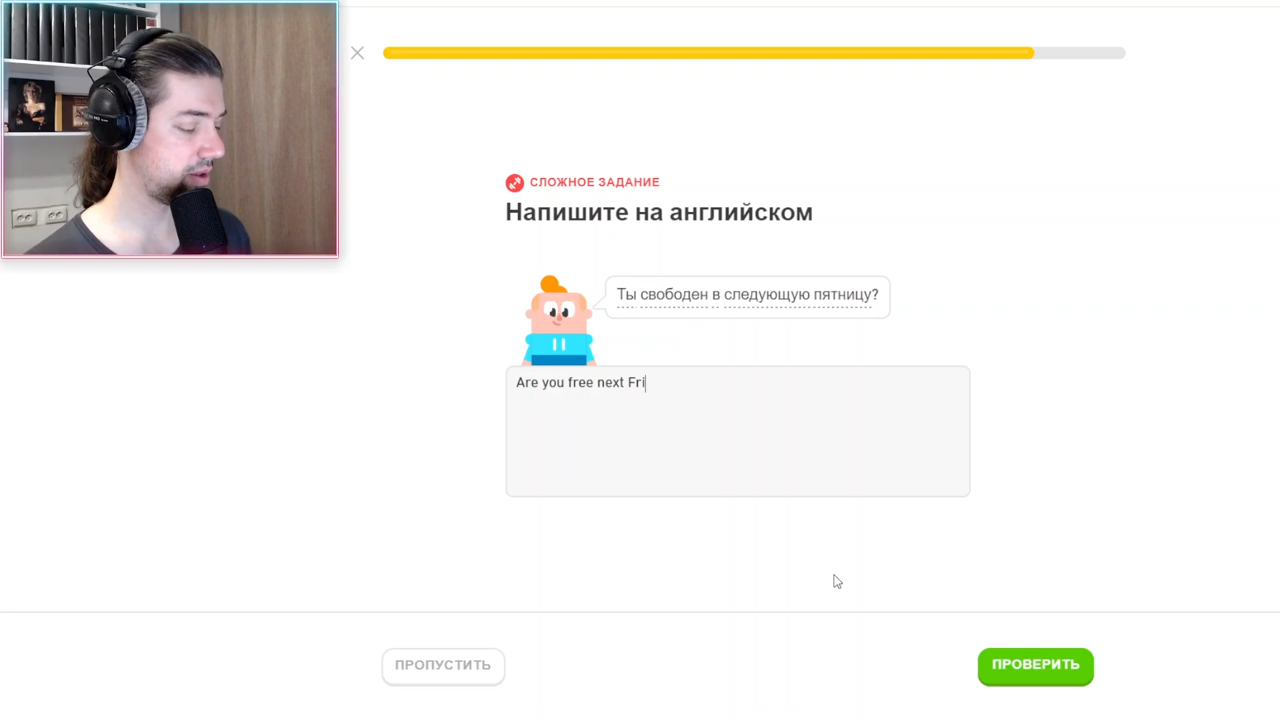 СЛОЖНОЕ ЗАДАНИЕ
Напишите на английском
Ты свободен в следующую пятницу?
Are you free next Fri
ПРОПУСТИТЬ
ПРОВЕРИТЬ